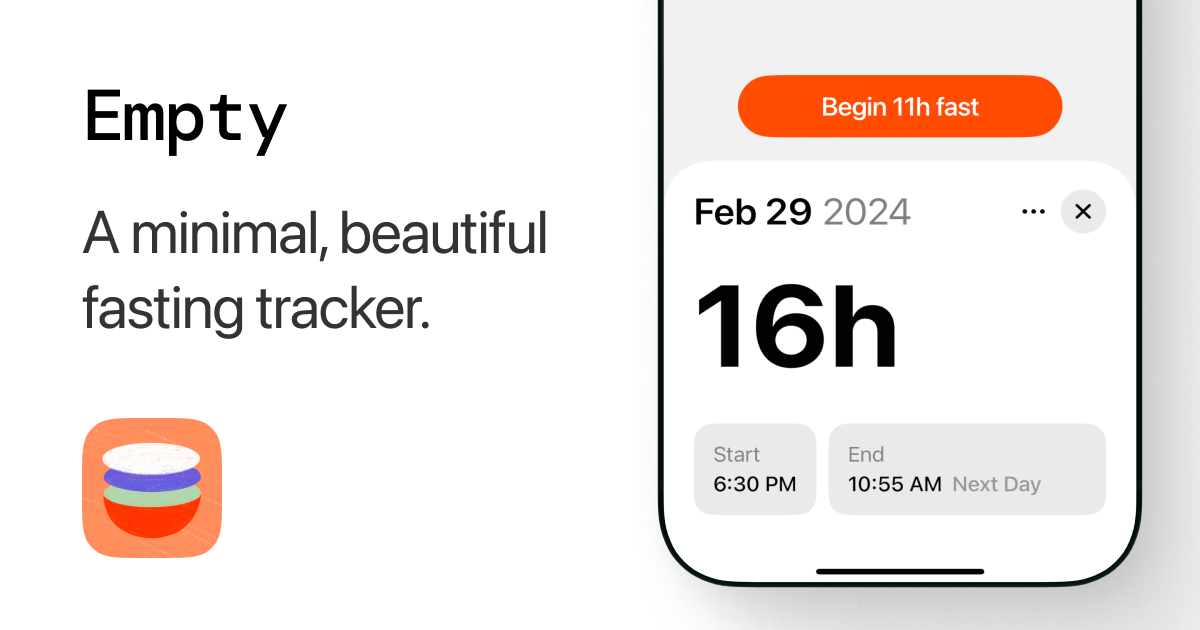 Empty
A minimal, beautiful
fasting tracker.
Begin 11h fast
Feb 29 2024
16h
Start
6:30 PM
End
10:55 AM Next Day